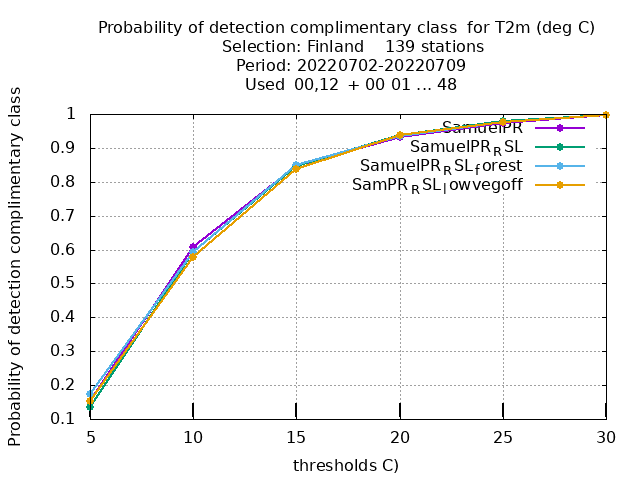 Probability of detection complimentary class  for T2m (deg C)
Selection: Finland    139 stations
Period: 20220702-20220709
Used  00,12  + 00 01 ... 48
Probability of detection complimentary class
1
0.9
0.8
0.7
0.6
0.5
0.4
0.3
0.2
0.1
SamuelPR
SamuelPR_RSL
SamuelPR_RSL_forest
SamPR_RSL_lowvegoff
5 10 15 20 25 30
thresholds C)